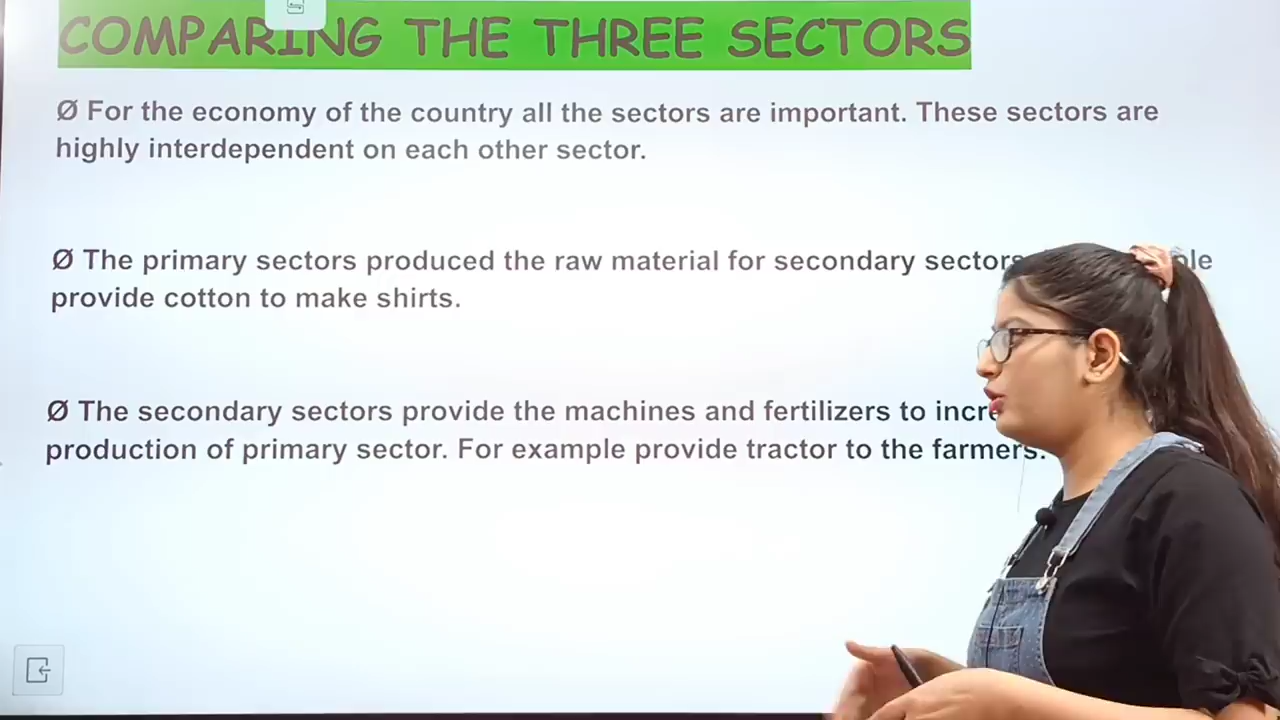 COMPARING THE THREE SECTORS
Ø For the economy of the country all the sectors are important. These sectors are
highly interdependent on each other sector.
Ø The primary sectors produced the raw material for secondary sectors
provide cotton to make shirts.
Ø The secondary sectors provide the machines and fertilizers to
production of primary sector. For example provide tractor to the farmers.